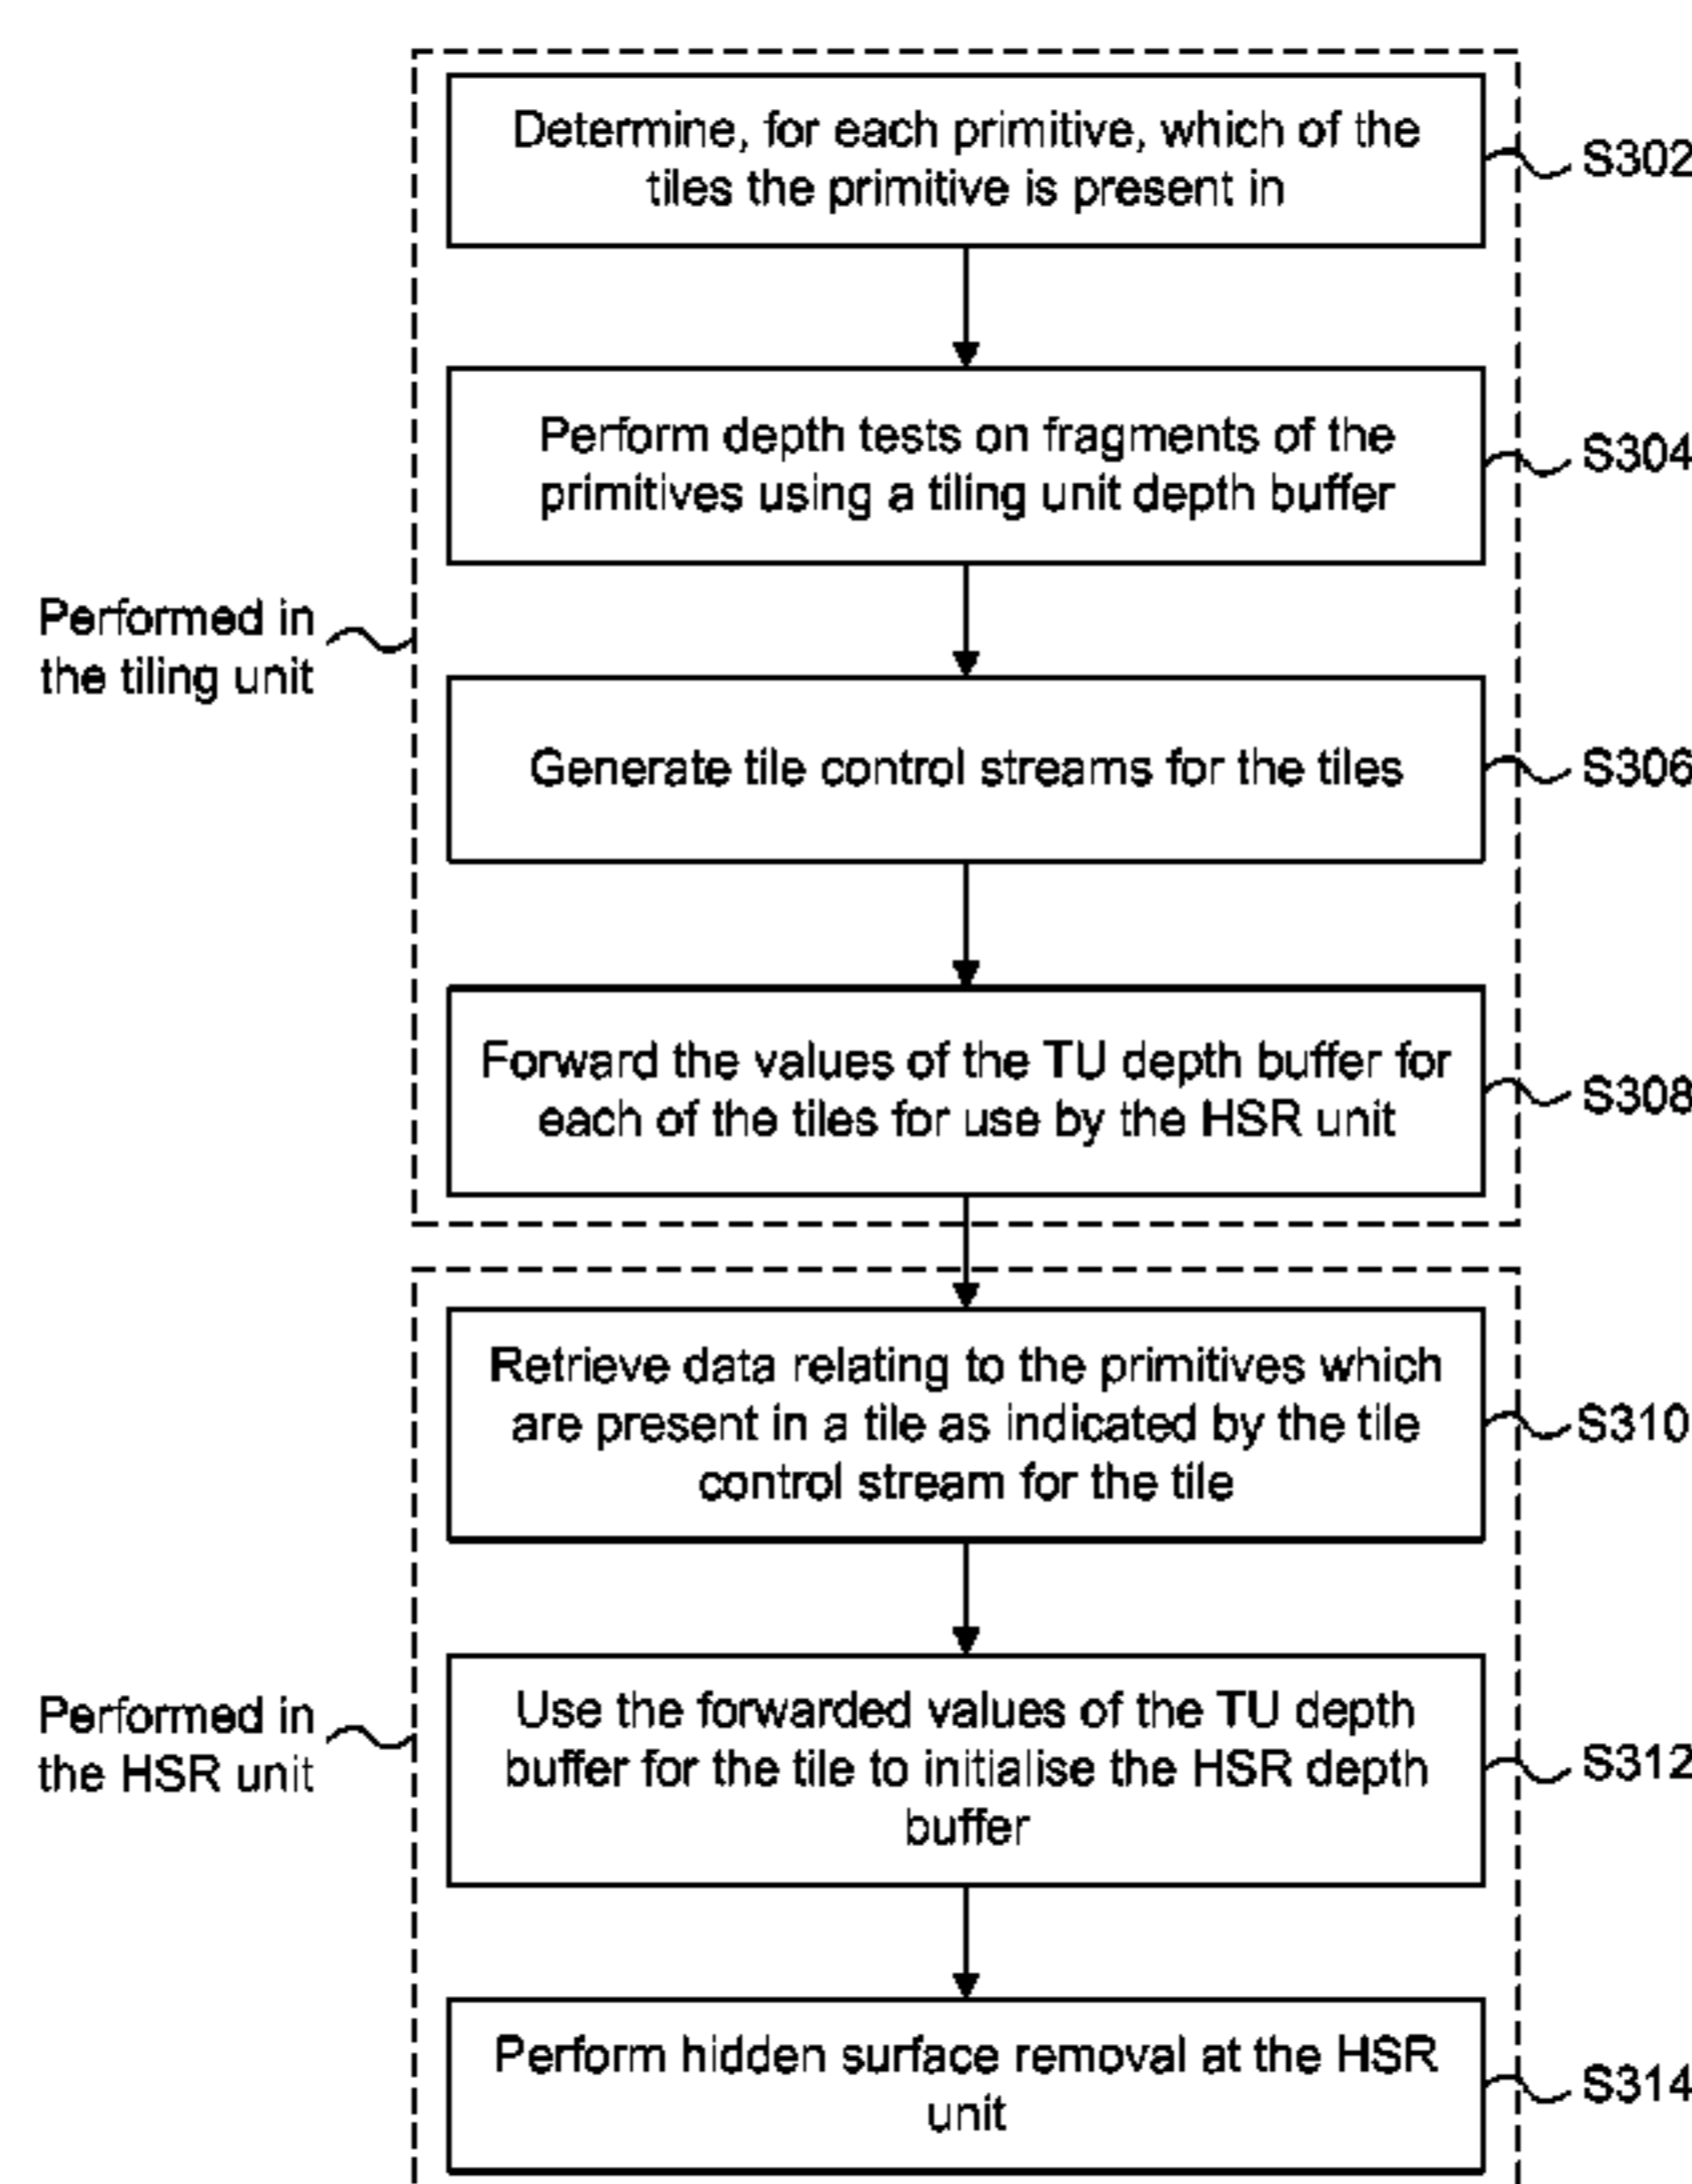 Determine, for each primitive, which of the
tiles the primitive is present in
S302
Perform depth tests on fragments of the
primitives using a tiling unit depth buffer
S304
Performed in
the tiling unit
Generate tile control streams for the tiles
S306
Forward the values of the TU depth buffer for
each of the tiles for use by the HSR unit
S308
Retrieve data relating to the primitives which
are present in a tile as indicated by the tile
control stream for the tile
S310
Performed in
the HSR unit
Use the forwarded values of the TU depth
buffer for the tile to initialise the HSR depth
buffer
S312
Perform hidden surface removal at the HSR
unit
S314